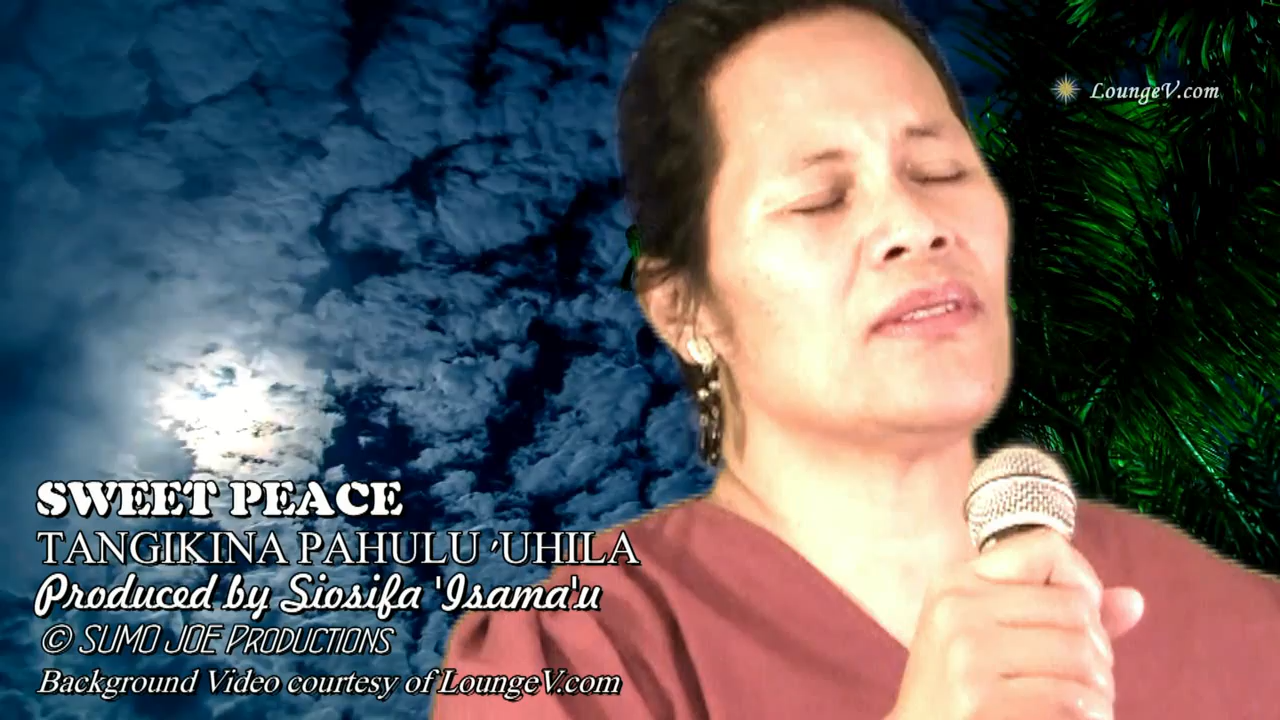 LoungeV.com
SWEET PEACE
TANGIKINA PAHULU 'UHILA
Produced by Siosifa 'Isama'u
© SUMO JOE PRODUCTIONS
Background Video courtesy of LoungeV.com